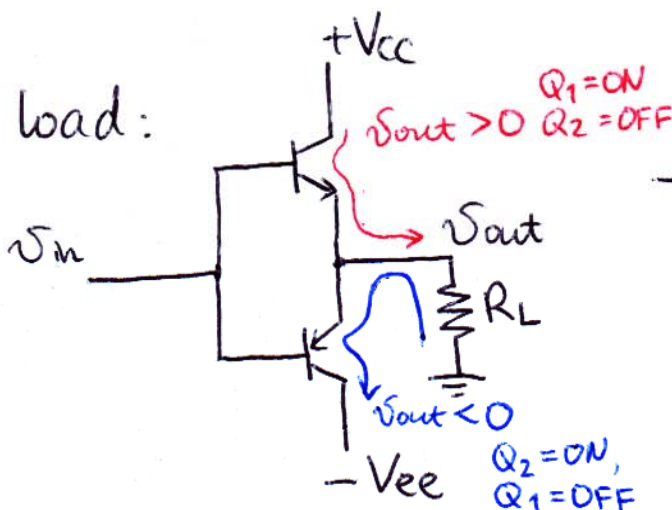 +Vcc
load:
Q1 = ON
vout > 0 Q2 = OFF
vin
vout
RL
vout < 0
-Vee
Q2 = ON,
Q1 = OFF